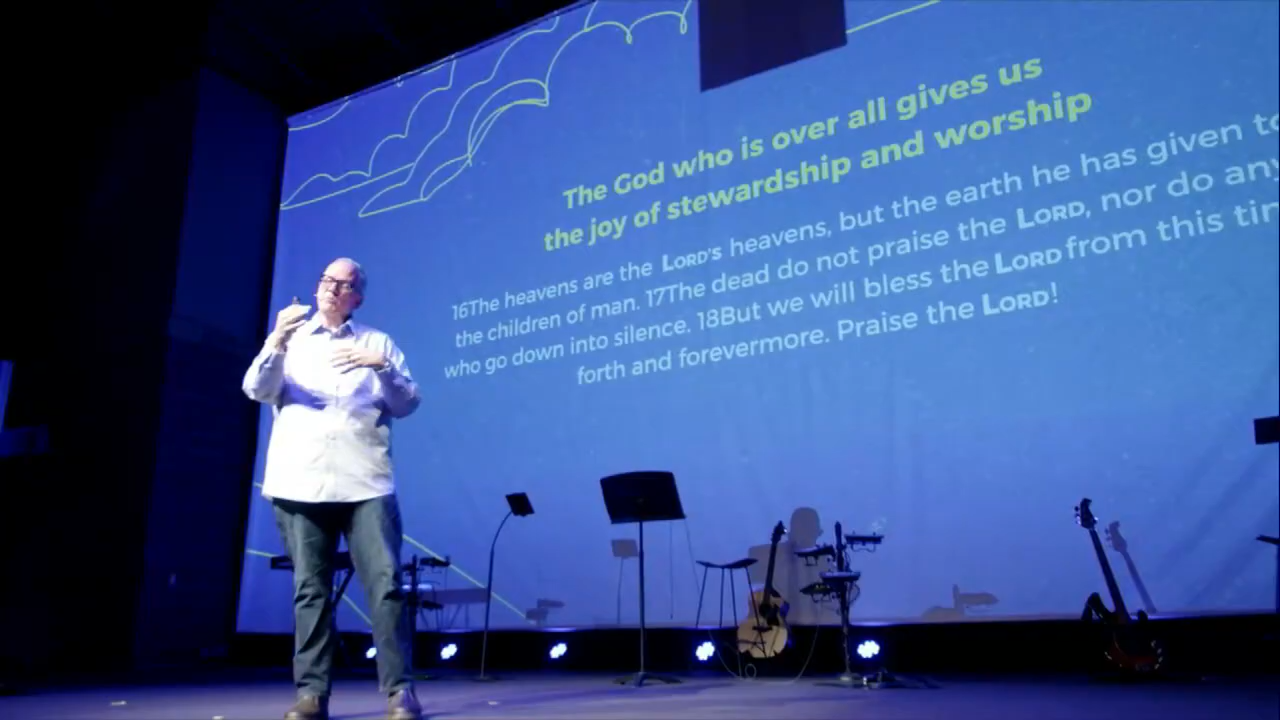 The God who is over all gives us
the joy of stewardship and worship
16The heavens are the LORD'S heavens, but the earth he has given to
the children of man. 17The dead do not praise the LORD, nor do any
who go down into silence. 18But we will bless the LORD from this
forth and forevermore. Praise the LORD!